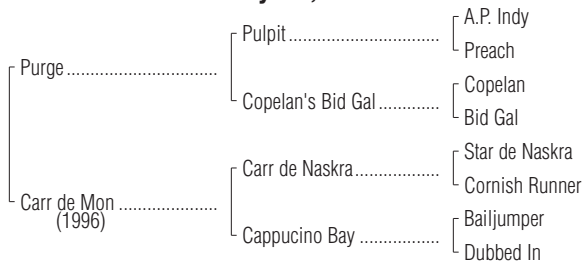 A.P. Indy
Pulpit
Preach
Purge
Copelan
Copelan's Bid Gal
Bid Gal
Star de Naskra
Carr de Naskra
Cornish Runner
Carr de Mon
(1996)
Bailjumper
Cappucino Bay
Dubbed In